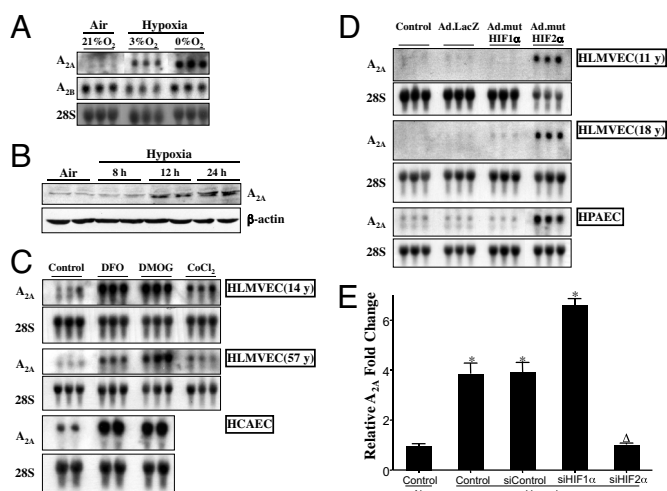 A
Air Hypoxia
21%O₂ 3%O₂ 0%O₂
A₂A
A₂B
28S
B
Hypoxia
Air 8 h 12 h 24 h
A₂A
β-actin
C
Control DFO DMOG CoCl₂
A₂A HLMVEC(14 y)
28S
A₂A HLMVEC(57 y)
28S
HCAEC
A₂A
28S
D
Control Ad.LacZ Ad.mut HIF1α Ad.mut HIF2α
A₂A HLMVEC(11 y)
28S
A₂A HLMVEC(18 y)
28S
A₂A HPAEC
28S
E
Relative A₂A Fold Change
6
4
2
0
* * * Δ
Control Control siControl siHIF1α siHIF2α